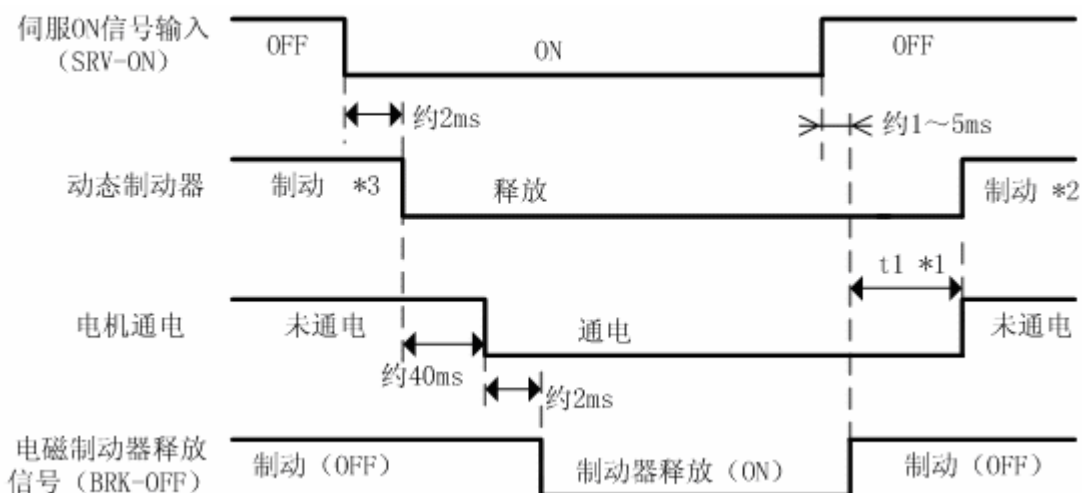 伺服ON信号输入
（SRV-ON）
OFF
ON
OFF
约2ms
约1～5ms
动态制动器
制动 *3
释放
制动 *2
t1 *1
电机通电
未通电
通电
未通电
约40ms
约2ms
电磁制动器释放
信号（BRK-OFF）
制动（OFF）
制动器释放（ON）
制动（OFF）